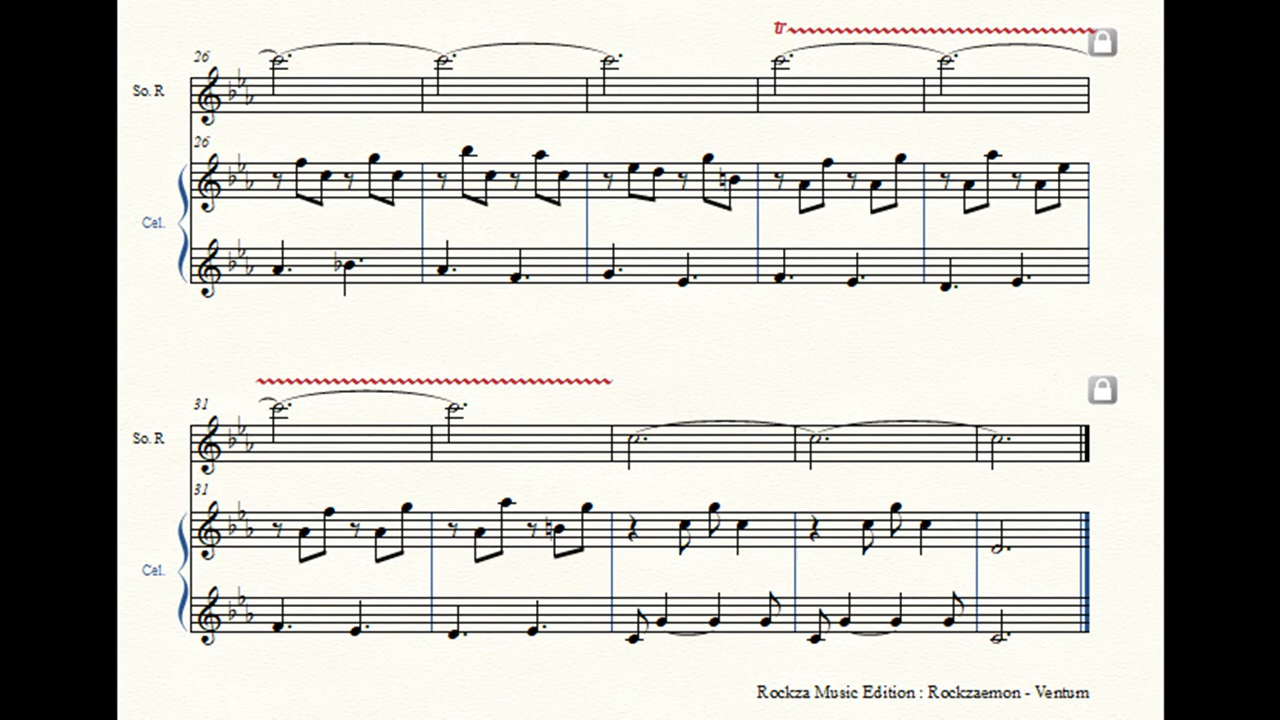 tr
26
So. R
26
Cel.
31
So. R
31
Cel.
Rockza Music Edition : Rockzaemon - Ventum